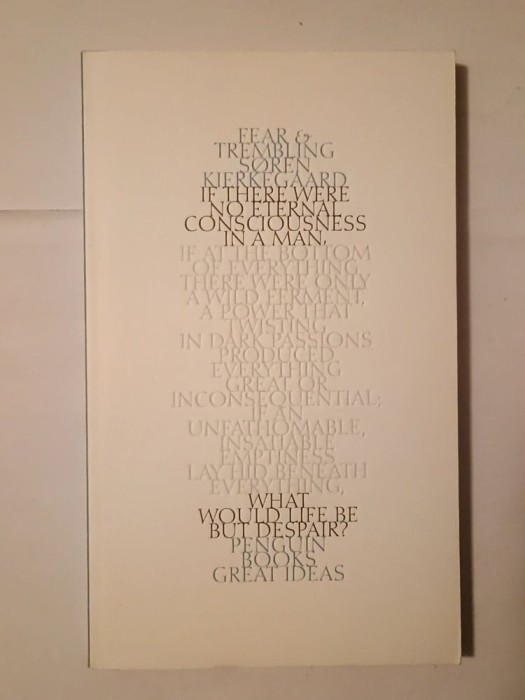 FEAR &
TREMBLING
SØREN
KIERKEGAARD
IF THERE WERE
NO ETERNAL
CONSCIOUSNESS
IN A MAN,
IF AT THE BOTTOM
OF EVERYTHING
THERE WERE ONLY
A WILD FERMENT,
A POWER THAT
TWISTING
IN DARK PASSIONS
PRODUCED
EVERYTHING
GREAT OR
INCONSEQUENTIAL;
IF AN
UNFATHOMABLE,
INSATIABLE
EMPTINESS
LAY HID BENEATH
EVERYTHING,
WHAT
WOULD LIFE BE
BUT DESPAIR?
PENGUIN
BOOKS
GREAT IDEAS